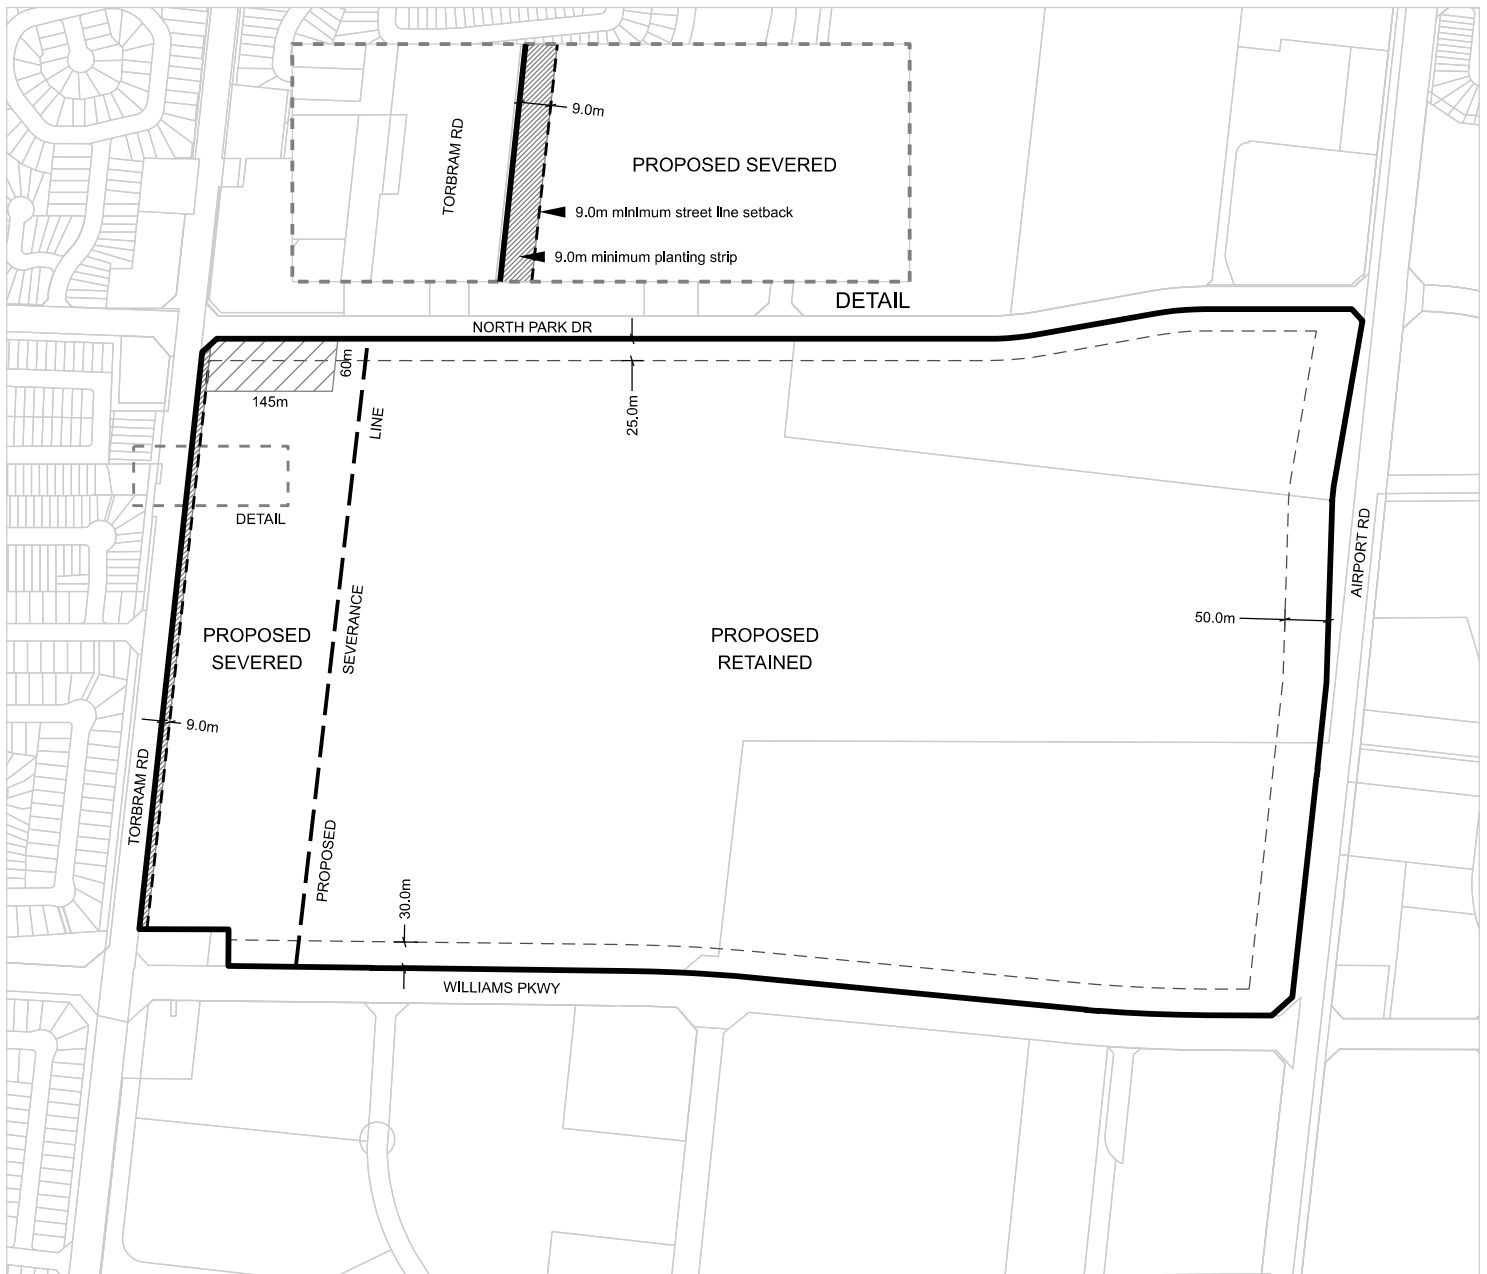 9.0m
TORBRAM RD
PROPOSED SEVERED
9.0m minimum street line setback
9.0m minimum planting strip
DETAIL
NORTH PARK DR
60m
145m
LINE
25.0m
DETAIL
AIRPORT RD
SEVERANCE
50.0m
PROPOSED
SEVERED
PROPOSED
RETAINED
9.0m
TORBRAM RD
PROPOSED
30.0m
WILLIAMS PKWY